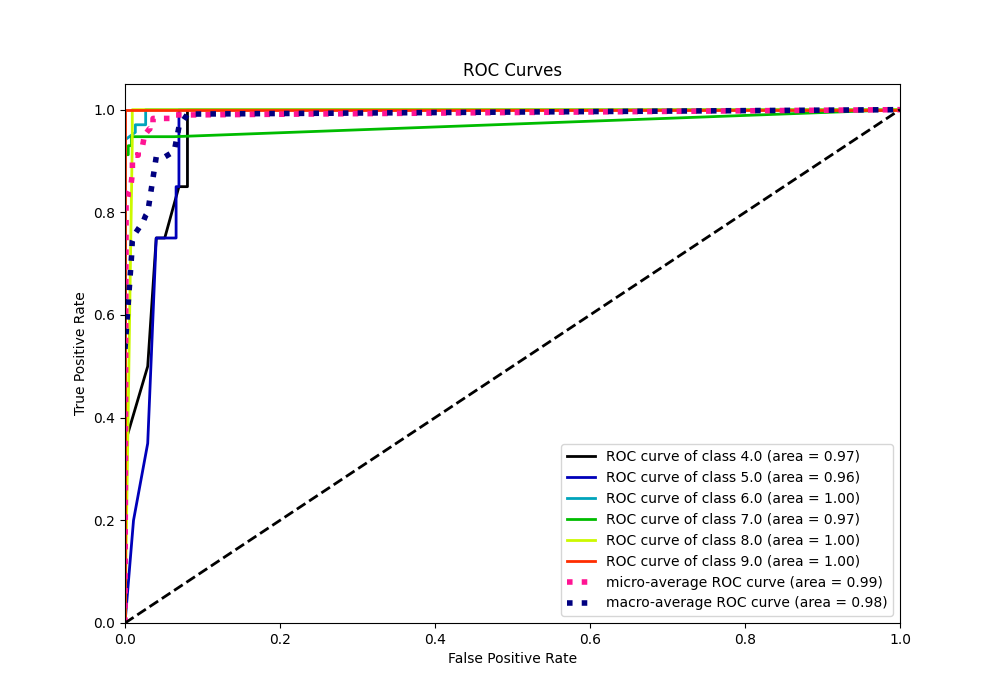 ROC Curves
1.0
0.8
0.6
0.4
0.2
0.0
True Positive Rate
ROC curve of class 4.0 (area = 0.97)
ROC curve of class 5.0 (area = 0.96)
ROC curve of class 6.0 (area = 1.00)
ROC curve of class 7.0 (area = 0.97)
ROC curve of class 8.0 (area = 1.00)
ROC curve of class 9.0 (area = 1.00)
micro-average ROC curve (area = 0.99)
macro-average ROC curve (area = 0.98)
0.0 0.2 0.4 0.6 0.8 1.0
False Positive Rate